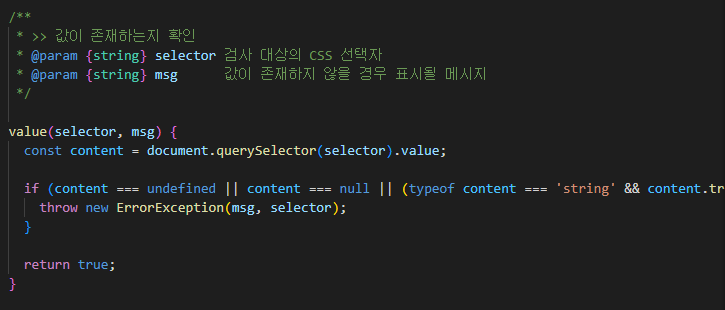 /**
* >> 값이 존재하는지 확인
* @param {string} selector 검사 대상의 CSS 선택자
* @param {string} msg 값이 존재하지 않을 경우 표시될 메시지
*/
value(selector, msg) {
const content = document.querySelector(selector).value;
if (content === undefined || content === null || (typeof content === 'string' && content.tr
throw new ErrorException(msg, selector);
}
return true;
}